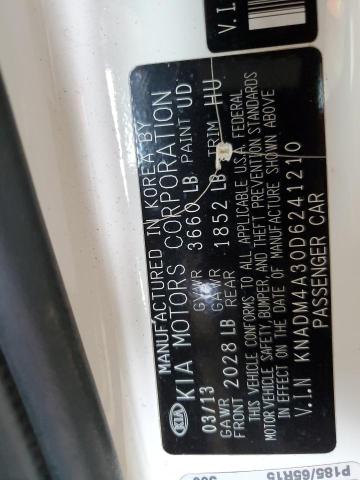 MANUFACTURED IN KOREA BY
KIA KIA MOTORS CORPORATION
03/13 GVWR 3660 LB PAINT UD
GAWR GAWR TRIM HU
FRONT 2028 LB REAR 1852 LB
THIS VEHICLE CONFORMS TO ALL APPLICABLE U.S.A. FEDERAL
MOTOR VEHICLE SAFETY, BUMPER, AND THEFT PREVENTION STANDARDS
IN EFFECT ON THE DATE OF MANUFACTURE SHOWN ABOVE
V.I.N KNADM4A30D6241210
PASSENGER CAR
V.I.N
P185/65R15